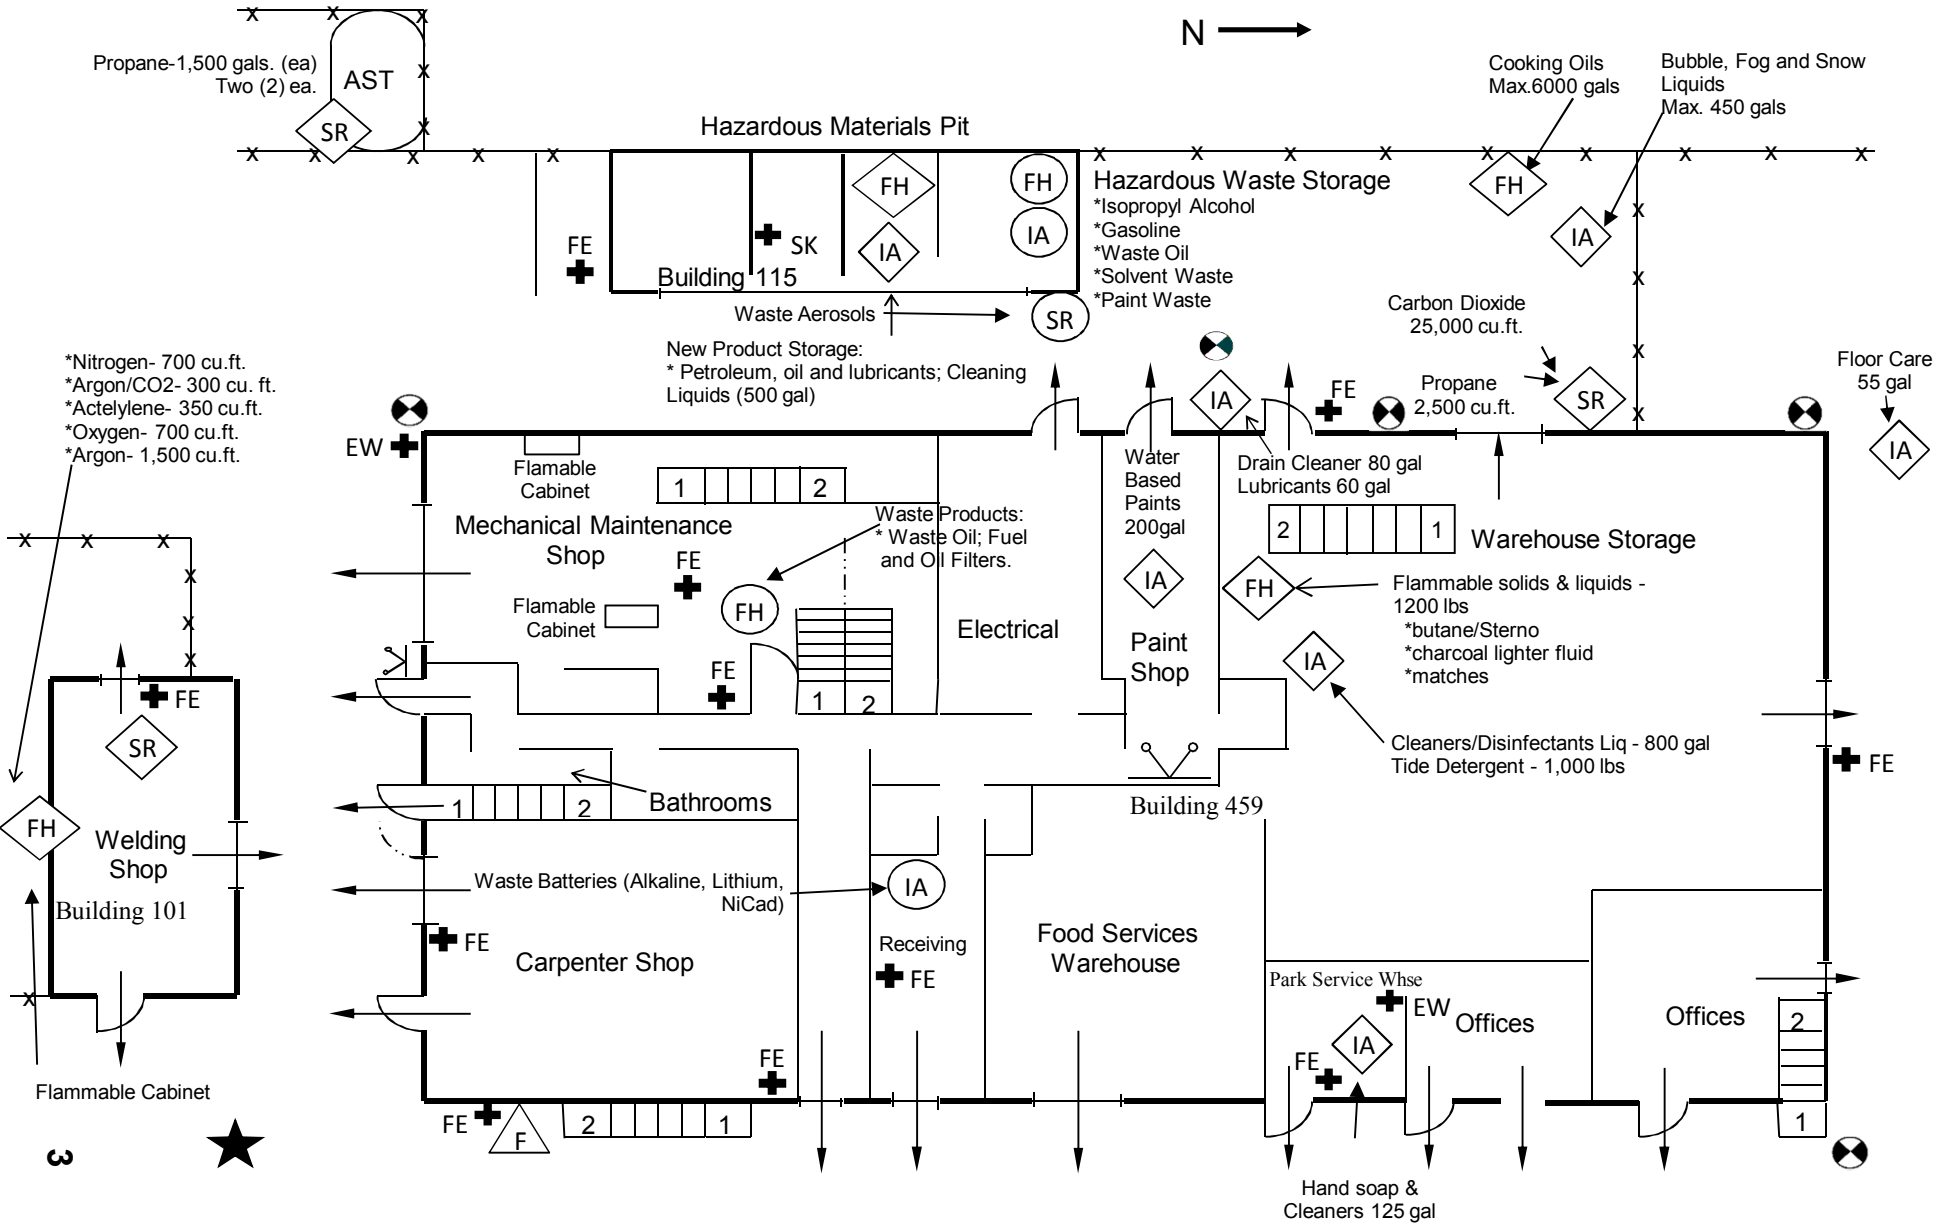 N
Propane-1,500 gals. (ea)
Two (2) ea.
AST
SR
Cooking Oils
Max.6000 gals
Bubble, Fog and Snow
Liquids
Max. 450 gals
Hazardous Materials Pit
FH
IA
FH
IA
FE
SK
Building 115
Hazardous Waste Storage
*Isopropyl Alcohol
*Gasoline
*Waste Oil
*Solvent Waste
*Paint Waste
FH
IA
Waste Aerosols
SR
New Product Storage:
* Petroleum, oil and lubricants; Cleaning
Liquids (500 gal)
Carbon Dioxide
25,000 cu.ft.
Propane
2,500 cu.ft.
SR
Floor Care
55 gal
IA
*Nitrogen- 700 cu.ft.
*Argon/CO2- 300 cu. ft.
*Actelylene- 350 cu.ft.
*Oxygen- 700 cu.ft.
*Argon- 1,500 cu.ft.
EW
IA
FE
Flamable
Cabinet
1
2
Mechanical Maintenance
Shop
Waste Products:
* Waste Oil; Fuel
and Oil Filters.
FE
FH
Flamable
Cabinet
Electrical
FE
1
2
Water
Based
Paints
200gal
IA
Paint
Shop
Drain Cleaner 80 gal
Lubricants 60 gal
2
1
Warehouse Storage
FH
Flammable solids & liquids -
1200 lbs
*butane/Sterno
*charcoal lighter fluid
*matches
IA
Cleaners/Disinfectants Liq - 800 gal
Tide Detergent - 1,000 lbs
FE
FE
SR
FH
Welding
Shop
Building 101
Flammable Cabinet
1
2
Bathrooms
Building 459
Waste Batteries (Alkaline, Lithium,
NiCad)
IA
FE
Carpenter Shop
Receiving
FE
Food Services
Warehouse
Park Service Whse
EW
IA
FE
Offices
Offices
2
1
FE
FE
F
2
1
Hand soap &
Cleaners 125 gal
3